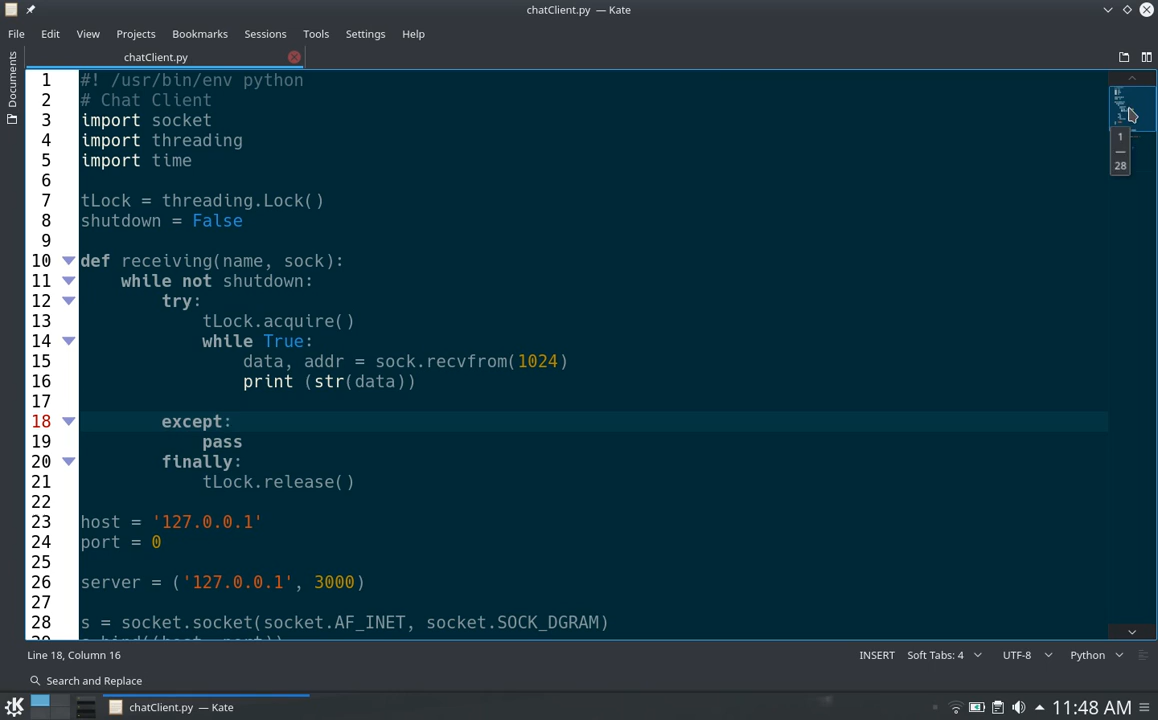 chatClient.py — Kate
File Edit View Projects Bookmarks Sessions Tools Settings Help
Documents
chatClient.py
1 #! /usr/bin/env python
2 # Chat Client
3 import socket
4 import threading
5 import time
6
7 tLock = threading.Lock()
8 shutdown = False
9
10 def receiving(name, sock):
11     while not shutdown:
12         try:
13             tLock.acquire()
14             while True:
15                 data, addr = sock.recvfrom(1024)
16                 print (str(data))
17
18         except:
19             pass
20         finally:
21             tLock.release()
22
23 host = '127.0.0.1'
24 port = 0
25
26 server = ('127.0.0.1', 3000)
27
28 s = socket.socket(socket.AF_INET, socket.SOCK_DGRAM)
1
—
28
Line 18, Column 16 INSERT Soft Tabs: 4 UTF-8 Python
Search and Replace
chatClient.py — Kate 11:48 AM